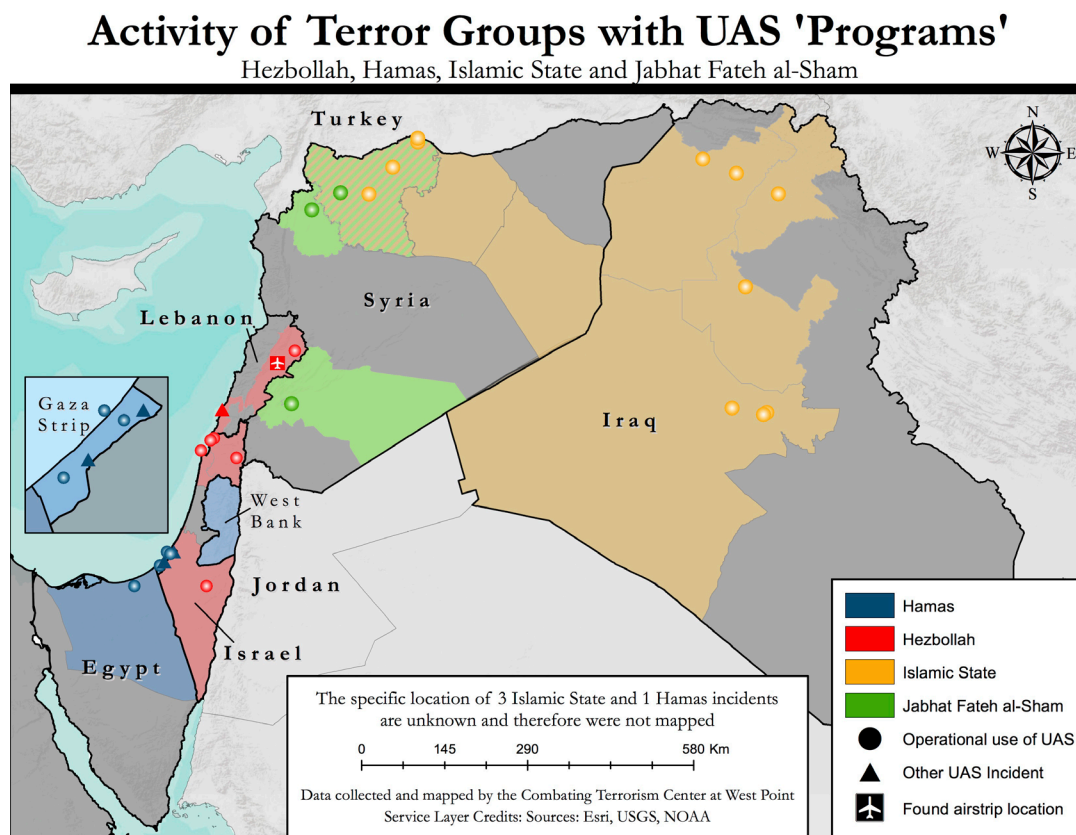 Activity of Terror Groups with UAS 'Programs'
Hezbollah, Hamas, Islamic State and Jabhat Fateh al-Sham
Turkey
N
W
E
S
Syria
Lebanon
Gaza
Strip
Iraq
West
Bank
Jordan
Israel
Egypt
Hamas
Hezbollah
Islamic State
Jabhat Fateh al-Sham
Operational use of UAS
Other UAS Incident
Found airstrip location
The specific location of 3 Islamic State and 1 Hamas incidents
are unknown and therefore were not mapped
0 145 290 580 Km
Data collected and mapped by the Combating Terrorism Center at West Point
Service Layer Credits: Sources: Esri, USGS, NOAA